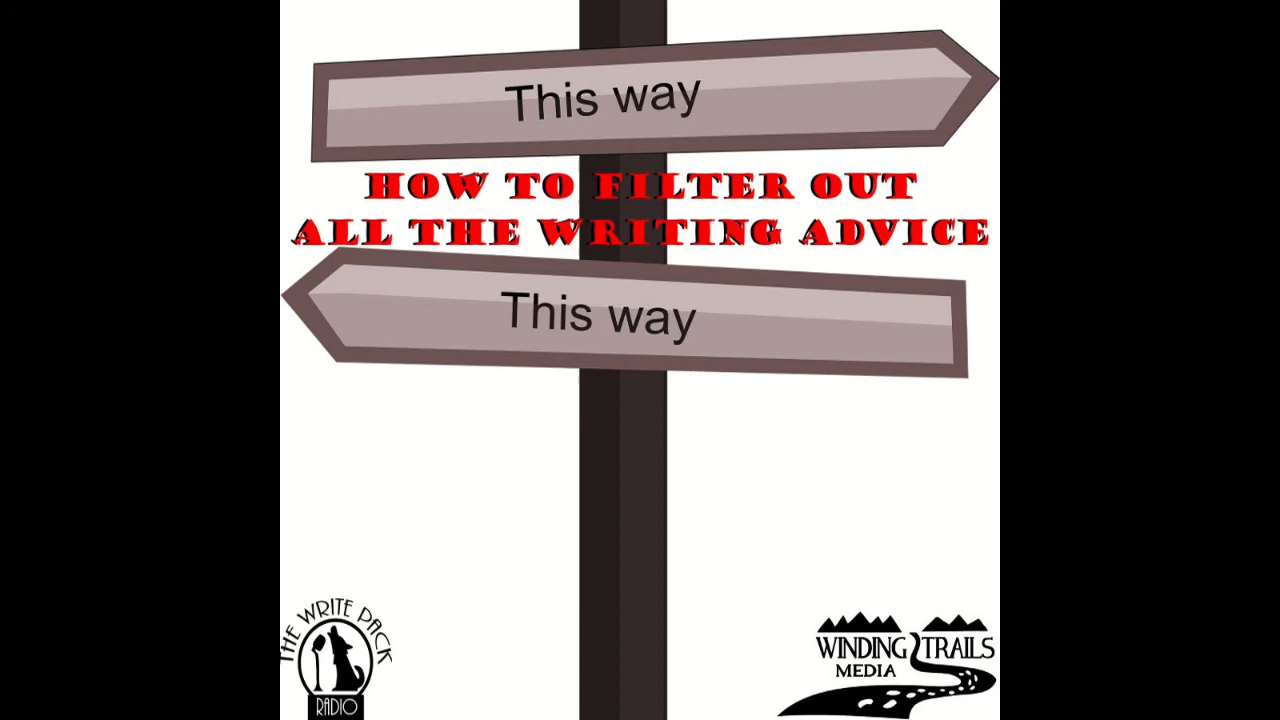 This way
HOW TO FILTER OUT
ALL THE WRITING ADVICE
This way
THE WRITE PACK
RADIO
WINDING TRAILS
MEDIA